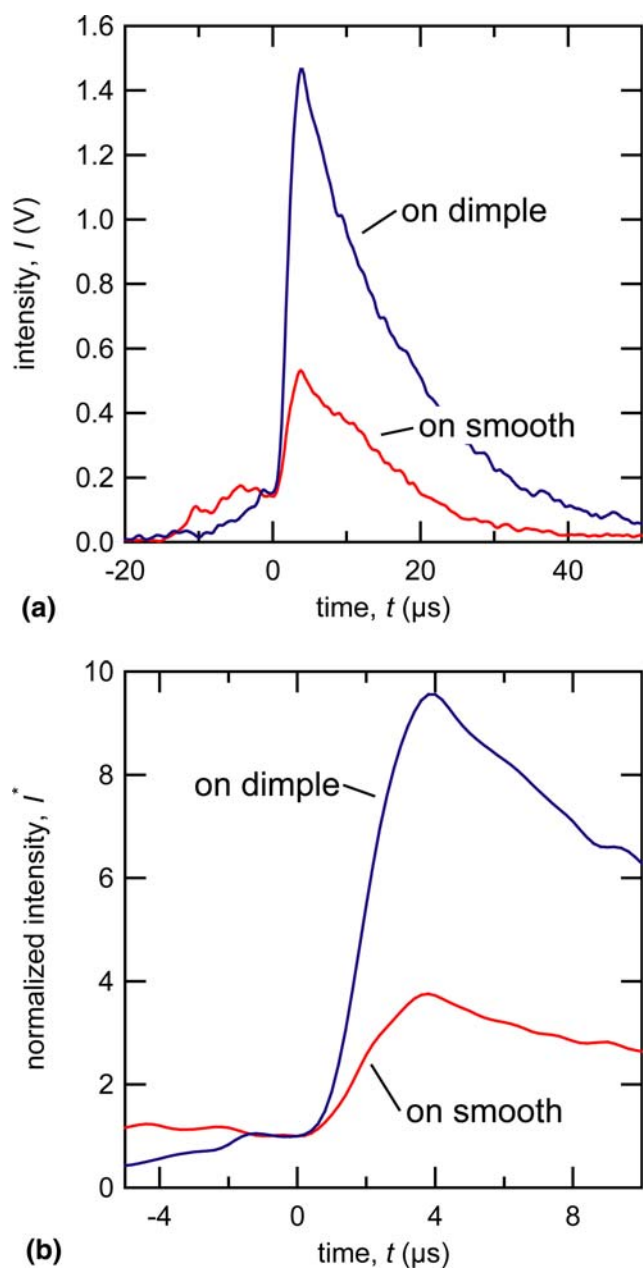 1.6
1.4
1.2
1.0
0.8
0.6
0.4
0.2
0.0
intensity, I (V)
on dimple
on smooth
-20 0 20 40
(a) time, t (µs)
10
8
6
4
2
0
normalized intensity, I*
on dimple
on smooth
-4 0 4 8
(b) time, t (µs)